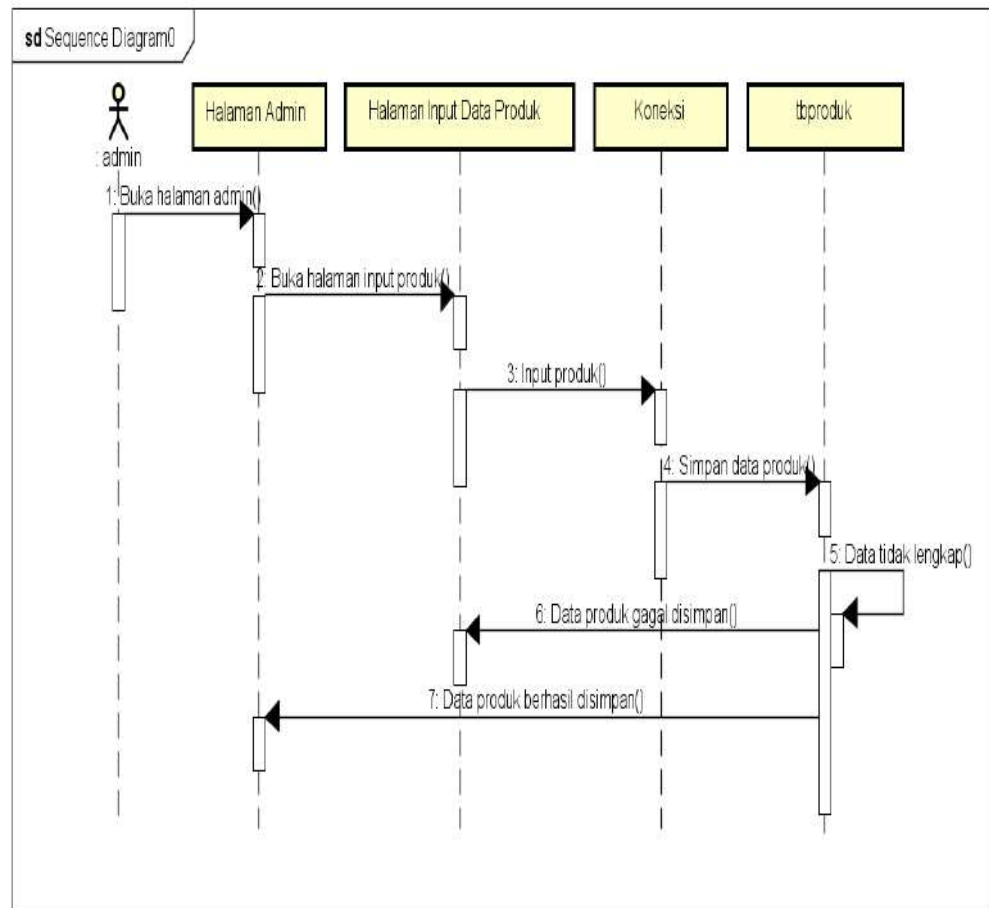 sd Sequence Diagram0
: admin
Halaman Admin
Halaman Input Data Produk
Koneksi
tbproduk
1: Buka halaman admin()
2: Buka halaman input produk()
3: Input produk()
4: Simpan data produk()
5: Data tidak lengkap()
6: Data produk gagal disimpan()
7: Data produk berhasil disimpan()